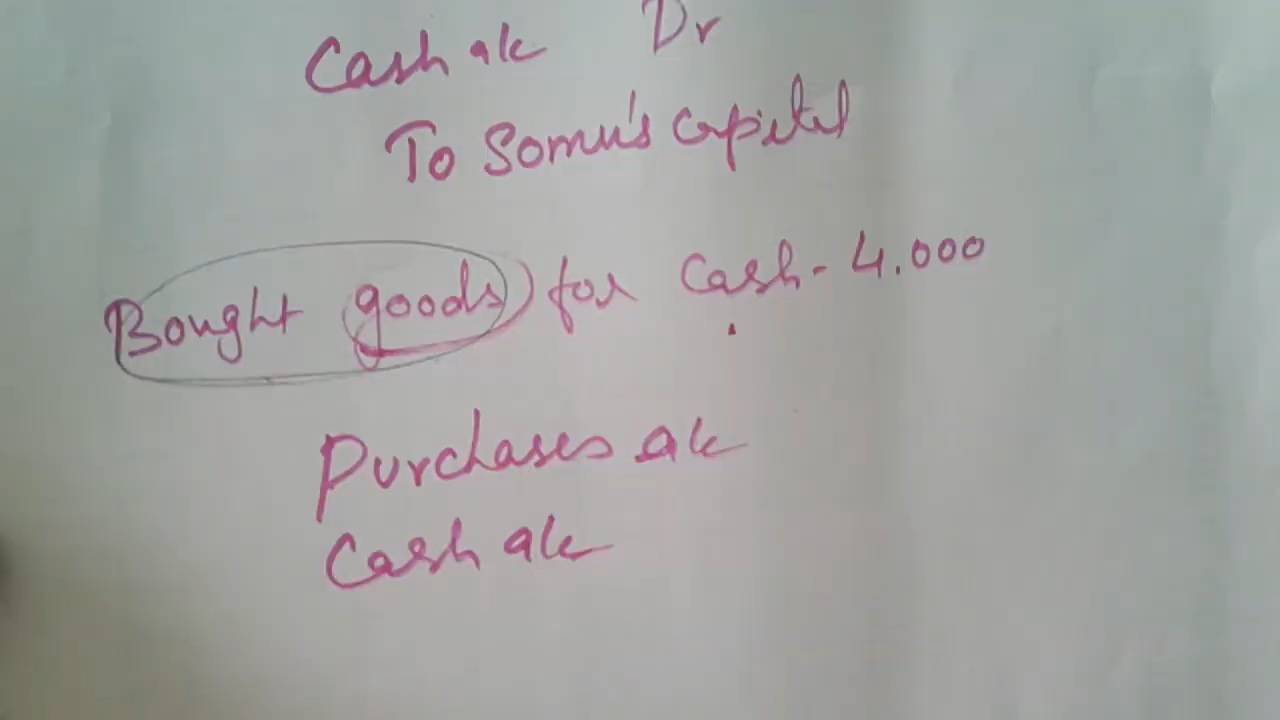 Cash a/c Dr
To Somu's capital
Bought goods for cash - 4.000
Purchases a/c
Cash a/c